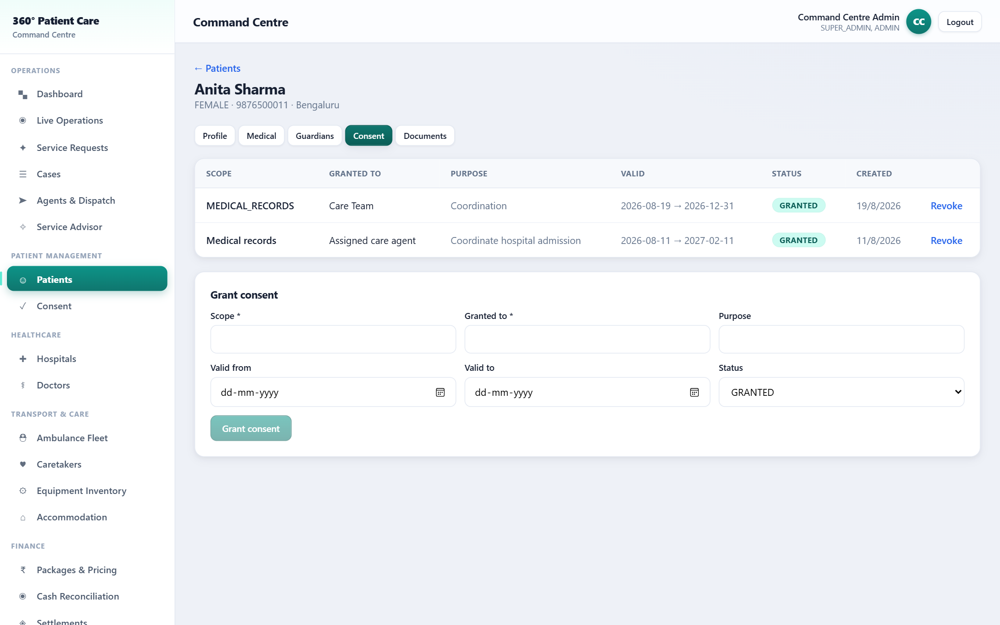 360° Patient Care
Command Centre
OPERATIONS
Dashboard
Live Operations
Service Requests
Cases
Agents & Dispatch
Service Advisor
PATIENT MANAGEMENT
Patients
Consent
HEALTHCARE
Hospitals
Doctors
TRANSPORT & CARE
Ambulance Fleet
Caretakers
Equipment Inventory
Accommodation
FINANCE
₹ Packages & Pricing
Cash Reconciliation
Settlements
Command Centre
Command Centre Admin
SUPER_ADMIN, ADMIN
CC
Logout
← Patients
Anita Sharma
FEMALE · 9876500011 · Bengaluru
Profile Medical Guardians Consent Documents
SCOPE GRANTED TO PURPOSE VALID STATUS CREATED
MEDICAL_RECORDS Care Team Coordination 2026-08-19 → 2026-12-31 GRANTED 19/8/2026 Revoke
Medical records Assigned care agent Coordinate hospital admission 2026-08-11 → 2027-02-11 GRANTED 11/8/2026 Revoke
Grant consent
Scope * Granted to * Purpose
Valid from Valid to Status
dd-mm-yyyy dd-mm-yyyy GRANTED
Grant consent